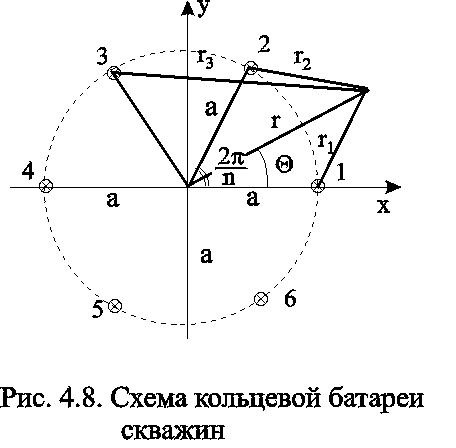 y
3
r₃
2
r₂
a
r
r₁
2π
n
Θ
4
1
a
a
x
a
5
6
Рис. 4.8. Схема кольцевой батареи
скважин